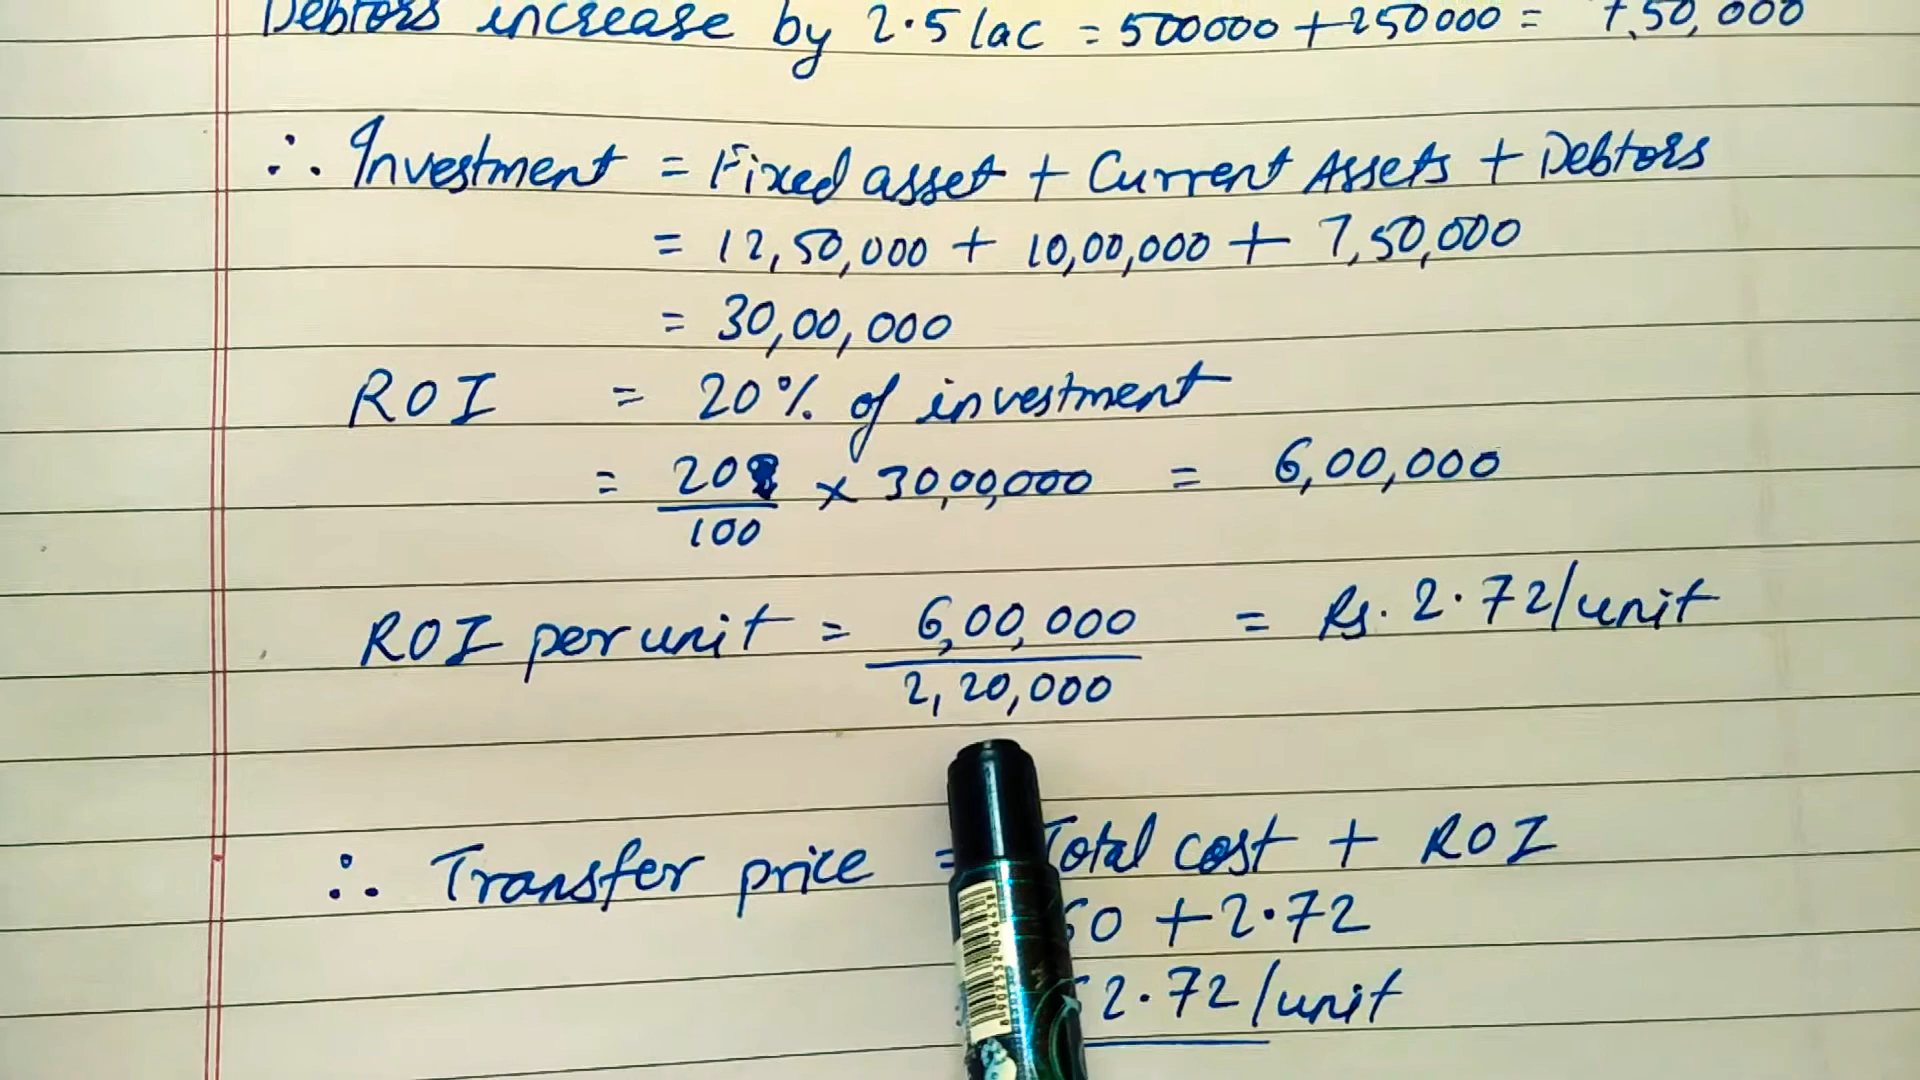 Debtors increase by 2.5 lac = 500000 + 250000 = 7,50,000
∴ Investment = Fixed asset + Current Assets + Debtors
= 12,50,000 + 10,00,000 + 7,50,000
= 30,00,000
ROI = 20% of investment
= 20/100 × 30,00,000 = 6,00,000
ROI per unit = 6,00,000/2,20,000 = Rs. 2.72/unit
∴ Transfer price = Total cost + ROI
50 + 2.72
2.72/unit